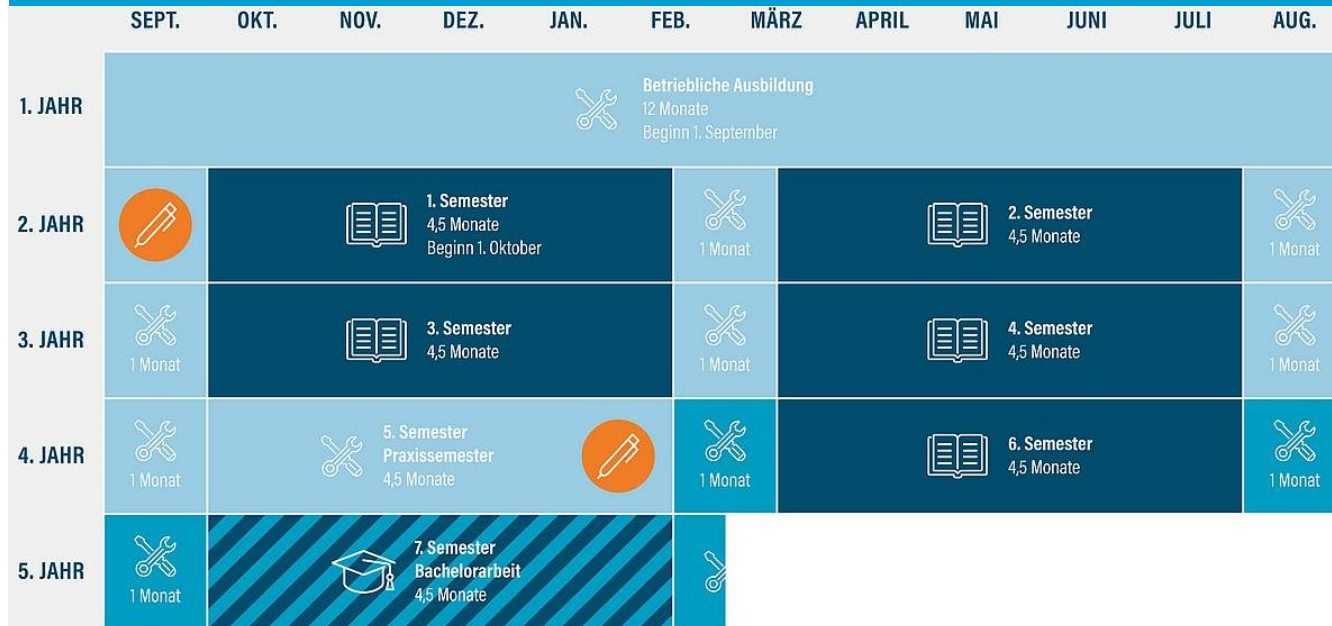 SEPT. OKT. NOV. DEZ. JAN. FEB. MÄRZ APRIL MAI JUNI JULI AUG.
1. JAHR
Betriebliche Ausbildung
12 Monate
Beginn 1. September
2. JAHR
1. Semester
4,5 Monate
Beginn 1. Oktober
1 Monat
2. Semester
4,5 Monate
1 Monat
3. JAHR
1 Monat
3. Semester
4,5 Monate
1 Monat
4. Semester
4,5 Monate
1 Monat
4. JAHR
1 Monat
5. Semester
Praxissemester
4,5 Monate
1 Monat
6. Semester
4,5 Monate
1 Monat
5. JAHR
1 Monat
7. Semester
Bachelorarbeit
4,5 Monate